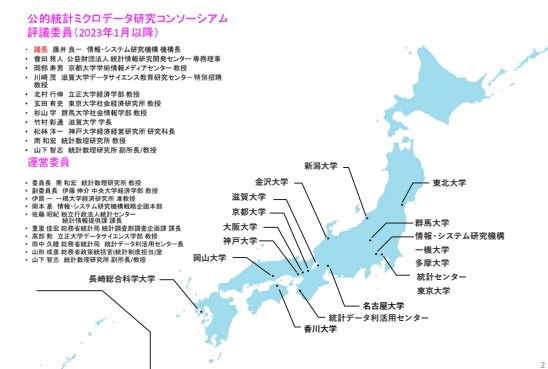 公的統計ミクロデータ研究コンソーシアム
評議委員（2023年1月以降）
• 議長 藤井 良一 情報・システム研究機構 機構長
• 會田 雅人 公益財団法人 統計情報研究開発センター 専務理事
• 岡部 寿男 京都大学学術情報メディアセンター 教授
• 川崎 茂 滋賀大学データサイエンス教育研究センター 特別招聘
教授
• 北村 行伸 立正大学経済学部 教授
• 玄田 有史 東京大学社会経済研究所 教授
• 杉山 学 群馬大学社会情報学部 教授
• 竹村 彰通 滋賀大学 学長
• 松林 洋一 神戸大学経済経営研究所 研究科長
• 南 和宏 統計数理研究所 教授
• 山下 智志 統計数理研究所 副所長/教授
運営委員
• 委員長 南 和宏 統計数理研究所 教授
• 副委員長 伊藤 伸介 中央大学経済学部 教授
• 伊原 一 一橋大学経済研究所 准教授
• 岡本 基 情報・システム研究機構戦略企画本部
• 佐藤 昭紀 独立行政法人統計センター
統計情報提供課 課長
• 重里 佳宏 総務省統計局 統計調査部調査企画課 課長
• 高部 勲 立正大学データサイエンス学部 教授
• 田中 久睦 総務省統計局 統計データ利活用センター長
• 山形 成彦 総務省政策統括官(統計制度担当)室
• 山下 智志 統計数理研究所 副所長/教授
新潟大学
金沢大学
滋賀大学
京都大学
大阪大学
神戸大学
岡山大学
長崎総合科学大学
東北大学
群馬大学
情報・システム研究機構
一橋大学
多摩大学
統計センター
東京大学
名古屋大学
統計データ利活用センター
香川大学
2